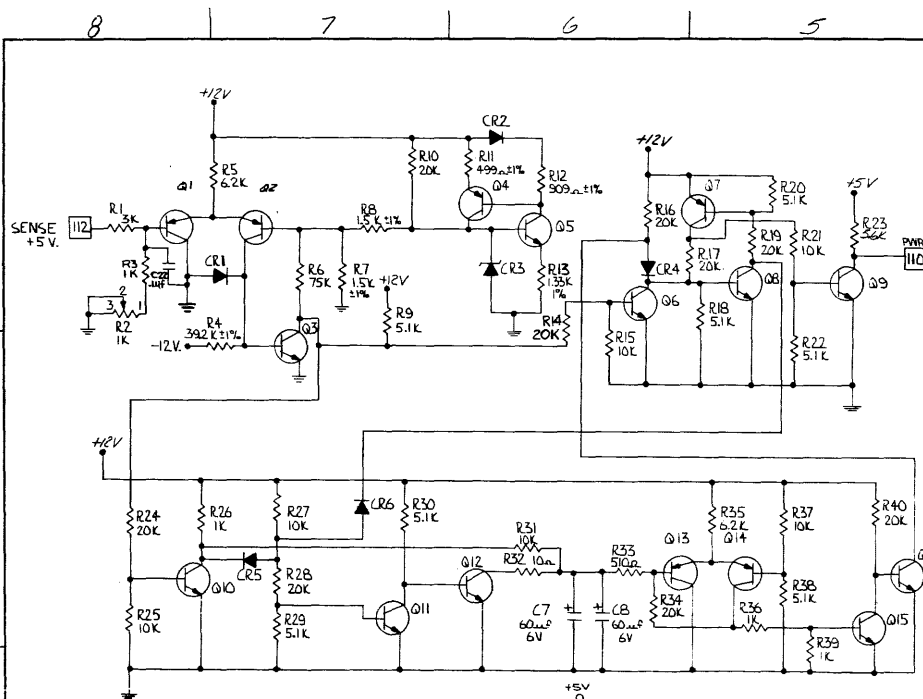 8 7 6 5
+12V
CR2
R5
6.2K
R10
20K
R11
499Ω±1%
Q4
R12
909Ω±1%
+12V
Q7
R20
5.1K
+5V
Q1
Q2
R16
20K
R19
20K
R21
10K
R23
PWR
110
SENSE
+5 V.
112
R1
3K
R8
1.5K ±1%
Q5
R3
1K
C22
.1uf
CR1
R6
75K
R7
1.5K
±1%
+12V
CR3
R13
1.33K
1%
CR4
R17
20K
Q8
Q9
2
3
R2
1K
R4
39.2K±1%
-12V.
Q3
R9
5.1K
R14
20K
Q6
R15
10K
R18
5.1K
R22
5.1K
+12V
R24
20K
R26
1K
R27
10K
CR6
R30
5.1K
R31
10K
R32 10Ω
R33
510Ω
Q13
R35
6.2K
Q14
R37
10K
R40
20K
Q10
CR5
R28
20K
Q12
R34
20K
R38
5.1K
R25
10K
R29
5.1K
Q11
C7
60uf
6V
C8
60uf
6V
R36
1K
R39
1K
Q15
+5V